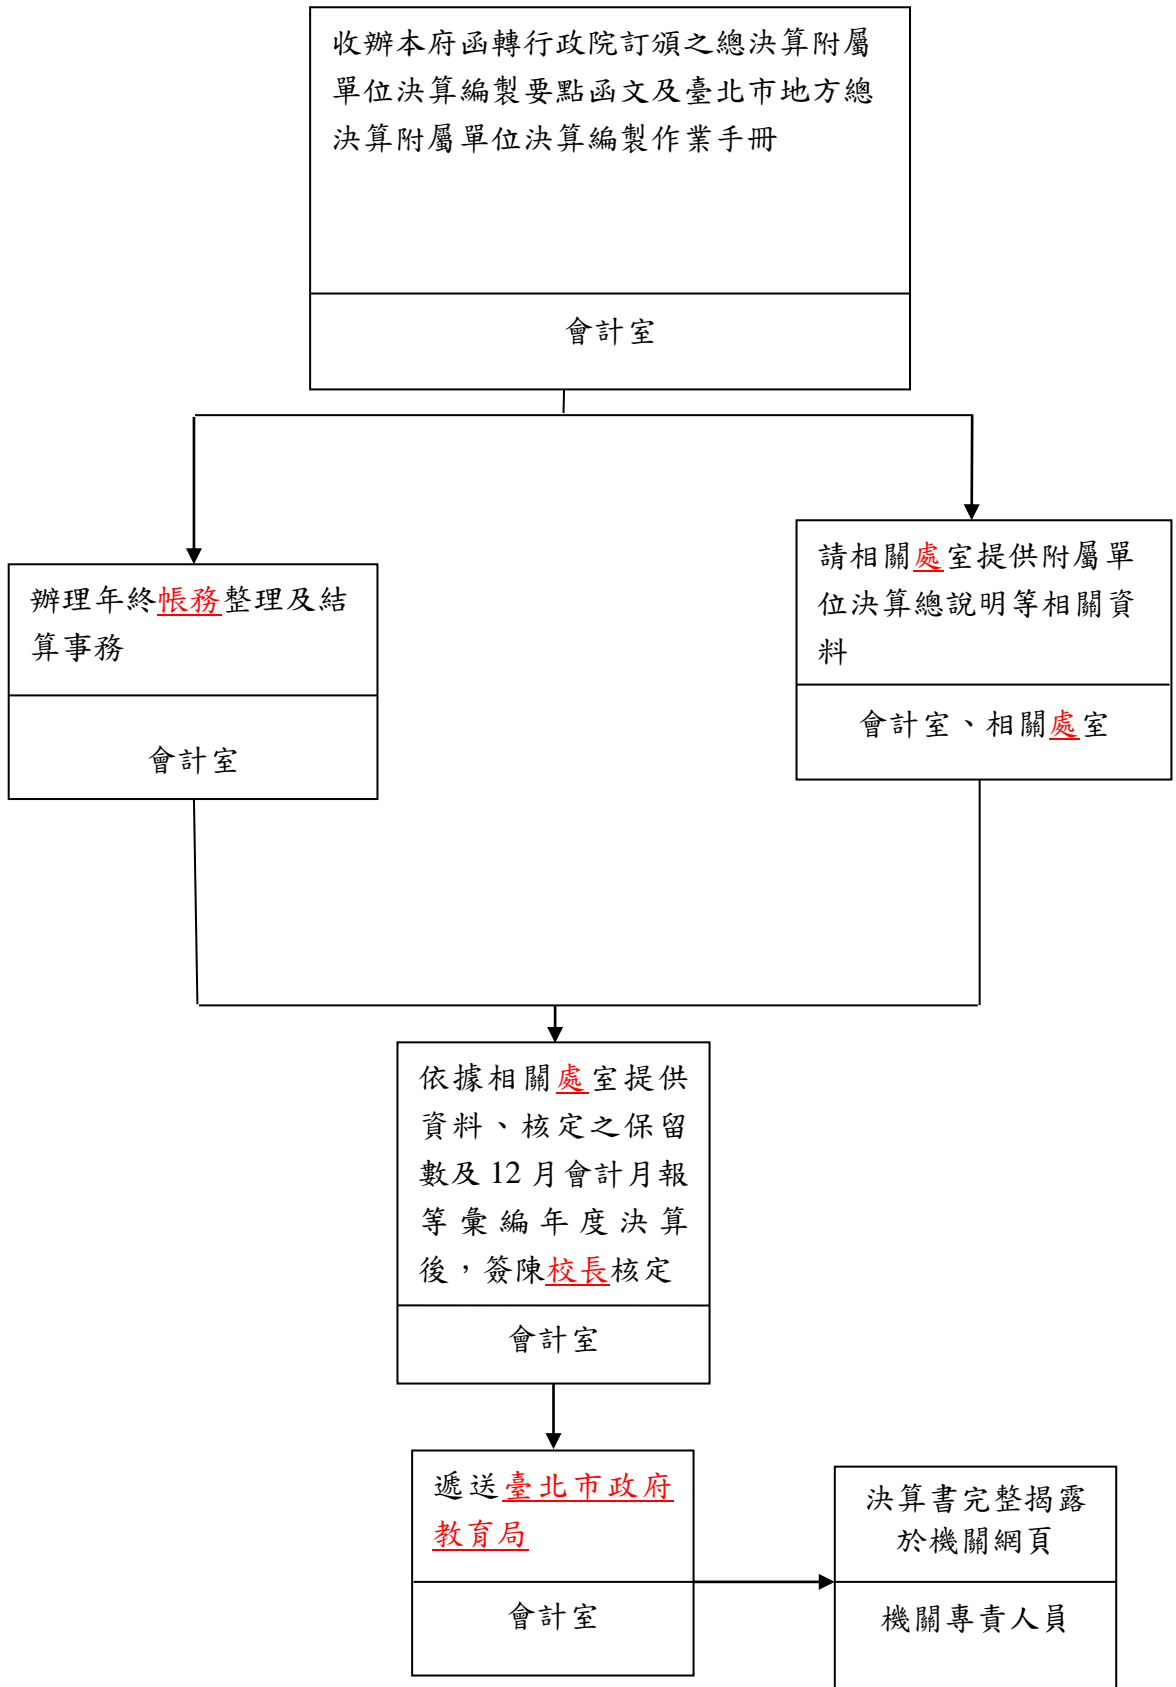 收辦本府函轉行政院訂頒之總決算附屬
單位決算編製要點函文及臺北市地方總
決算附屬單位決算編製作業手冊
會計室
辦理年終帳務整理及結
算事務
會計室
請相關處室提供附屬單
位決算總說明等相關資
料
會計室、相關處室
依據相關處室提供
資料、核定之保留
數及12月會計月報
等彙編年度決算
後，簽陳校長核定
會計室
遞送臺北市政府
教育局
會計室
決算書完整揭露
於機關網頁
機關專責人員